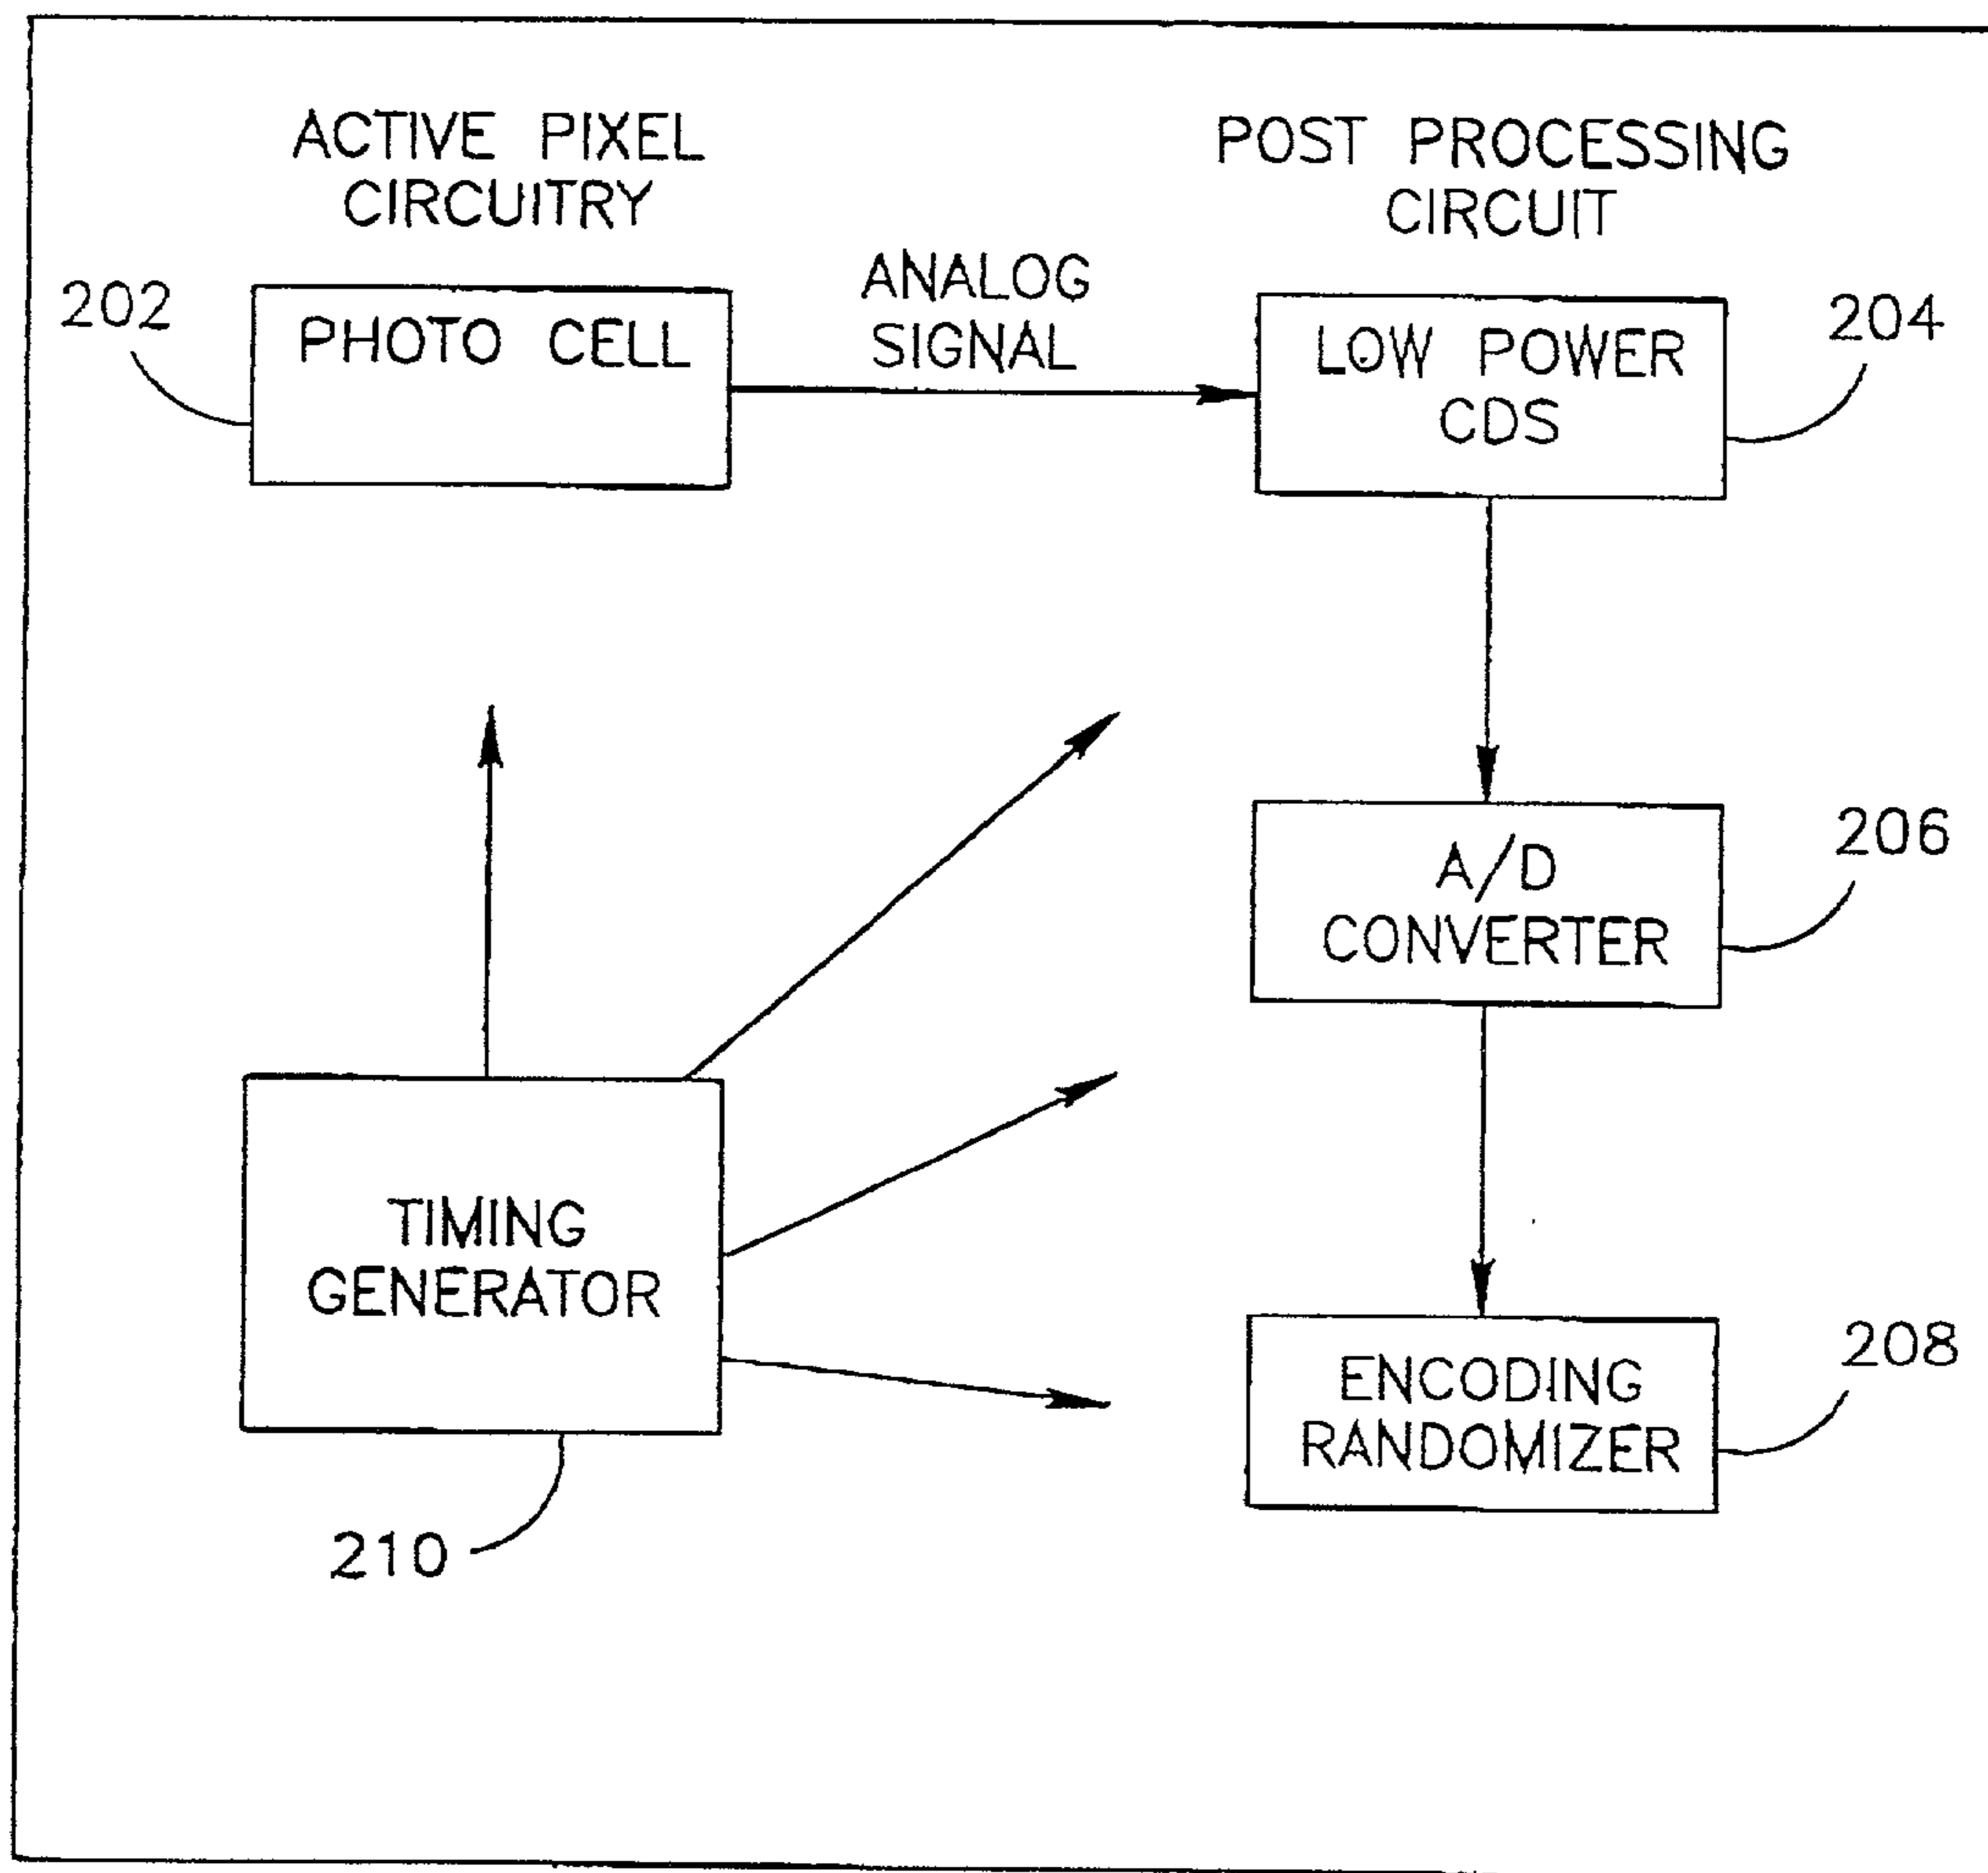 ACTIVE PIXEL
CIRCUITRY
POST PROCESSING
CIRCUIT
202
PHOTO CELL
ANALOG
SIGNAL
LOW POWER
CDS
204
A/D
CONVERTER
206
TIMING
GENERATOR
210
ENCODING
RANDOMIZER
208